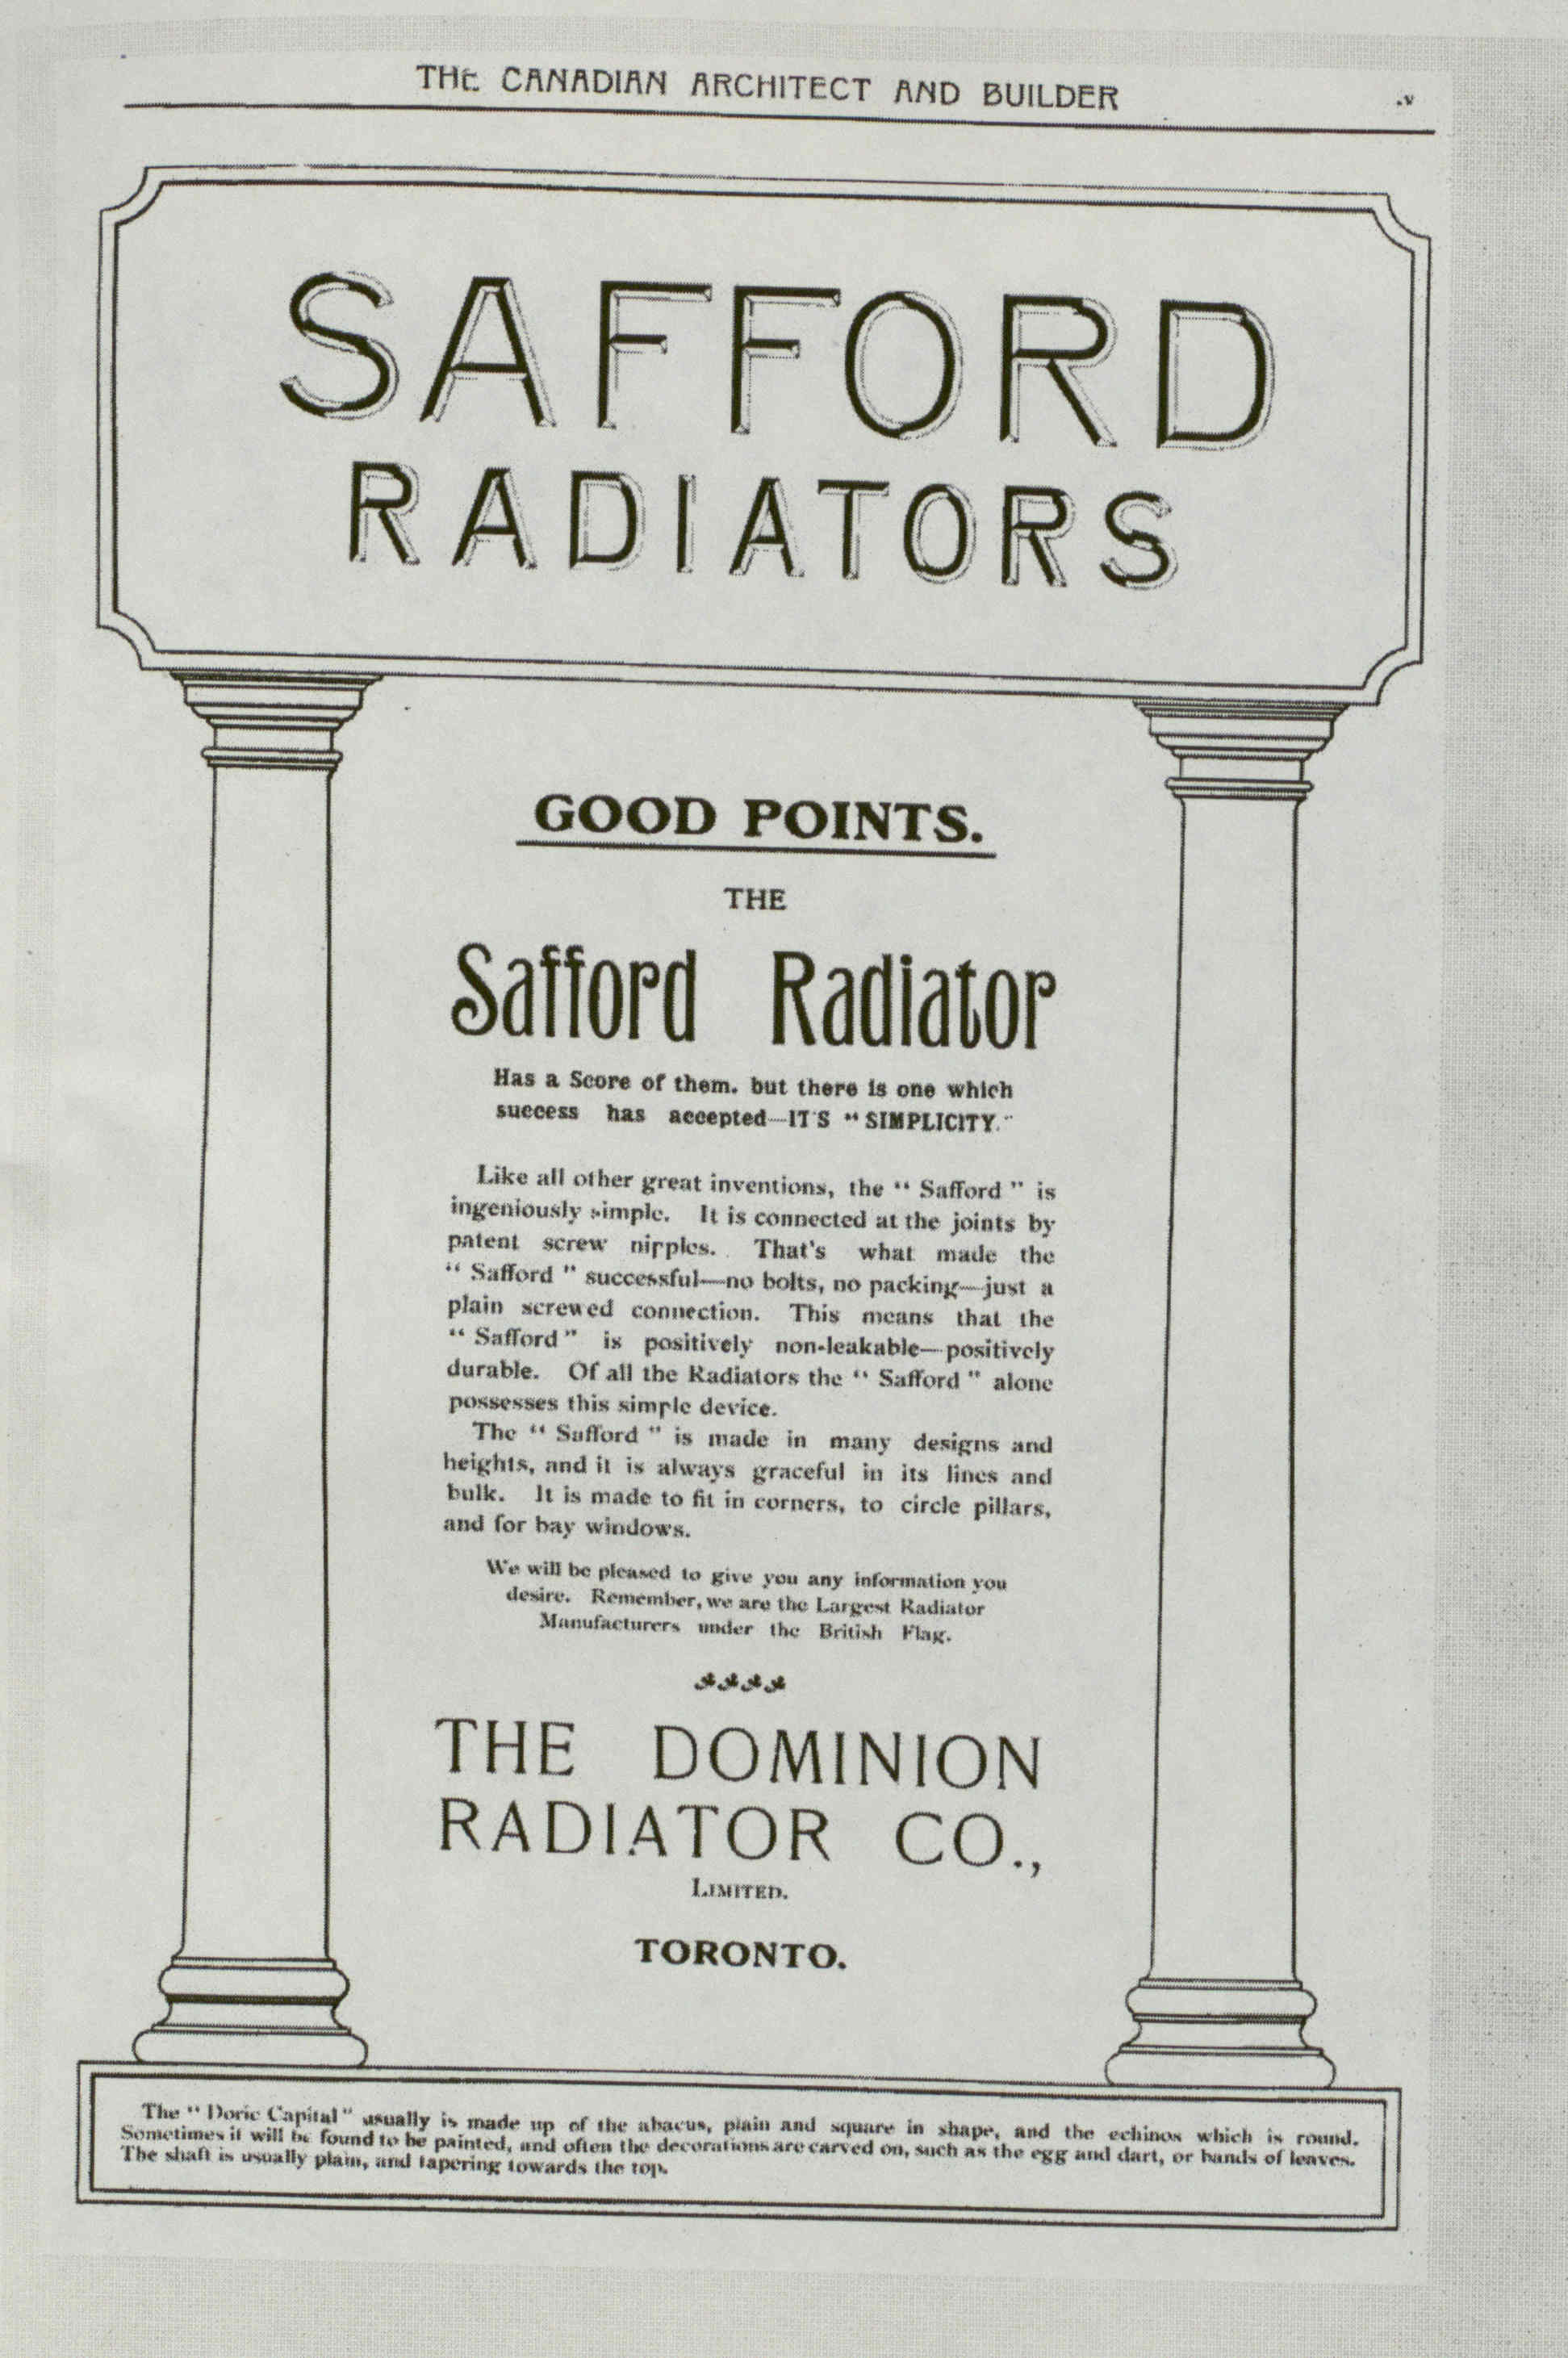 THE CANADIAN ARCHITECT AND BUILDER .v
SAFFORD
RADIATORS
GOOD POINTS.
THE
Safford Radiator
Has a Score of them. but there is one which
success has accepted—IT'S "SIMPLICITY."
Like all other great inventions, the "Safford" is
ingeniously simple. It is connected at the joints by
patent screw nipples. That's what made the
"Safford" successful—no bolts, no packing—just a
plain screwed connection. This means that the
"Safford" is positively non-leakable—positively
durable. Of all the Radiators the "Safford" alone
possesses this simple device.
The "Safford" is made in many designs and
heights, and it is always graceful in its lines and
bulk. It is made to fit in corners, to circle pillars,
and for bay windows.
We will be pleased to give you any information you
desire. Remember, we are the Largest Radiator
Manufacturers under the British Flag.
THE DOMINION
RADIATOR CO.,
LIMITED.
TORONTO.
The "Doric Capital" usually is made up of the abacus, plain and square in shape, and the echinos which is round.
Sometimes it will be found to be painted, and often the decorations are carved on, such as the egg and dart, or bands of leaves.
The shaft is usually plain, and tapering towards the top.